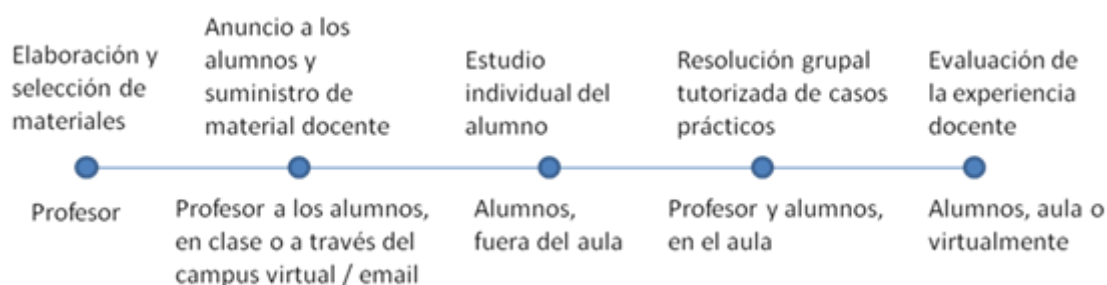 Elaboración y
selección de
materiales
Anuncio a los
alumnos y
suministro de
material docente
Estudio
individual del
alumno
Resolución grupal
tutorizada de casos
prácticos
Evaluación de
la experiencia
docente
Profesor
Profesor a los alumnos,
en clase o a través del
campus virtual / email
Alumnos,
fuera del aula
Profesor y alumnos,
en el aula
Alumnos, aula o
virtualmente